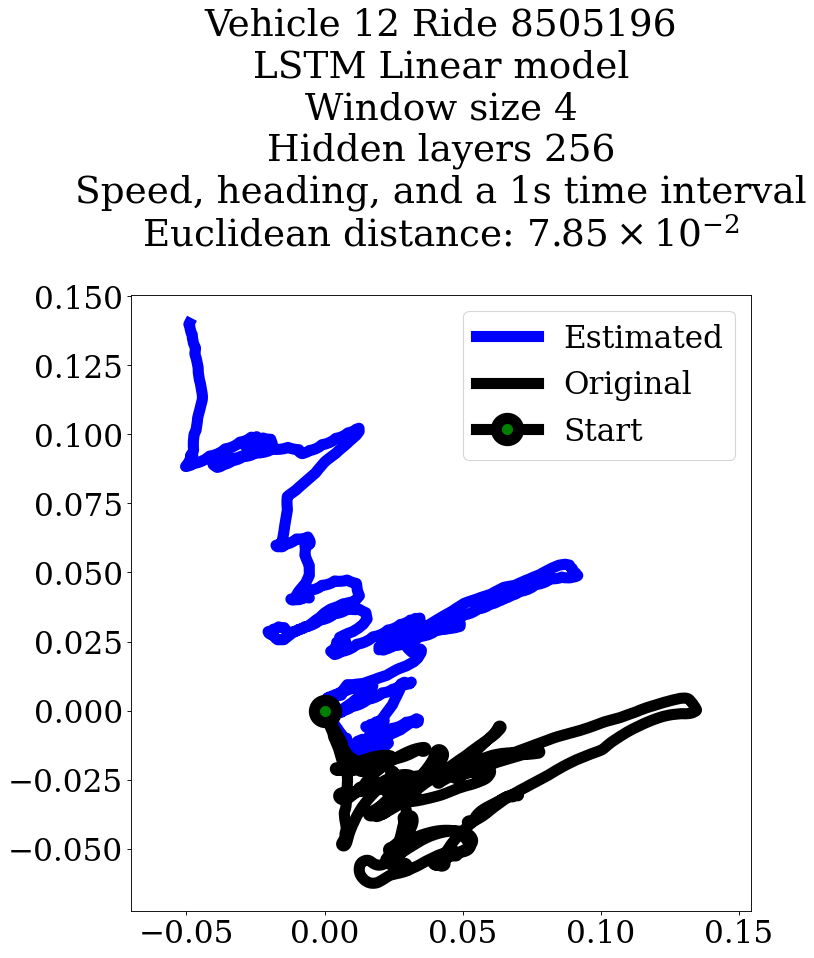 Vehicle 12 Ride 8505196
LSTM Linear model
Window size 4
Hidden layers 256
Speed, heading, and a 1s time interval
Euclidean distance: 7.85 × 10⁻²
0.150
0.125
0.100
0.075
0.050
0.025
0.000
−0.025
−0.050
Estimated
Original
Start
−0.05 0.00 0.05 0.10 0.15